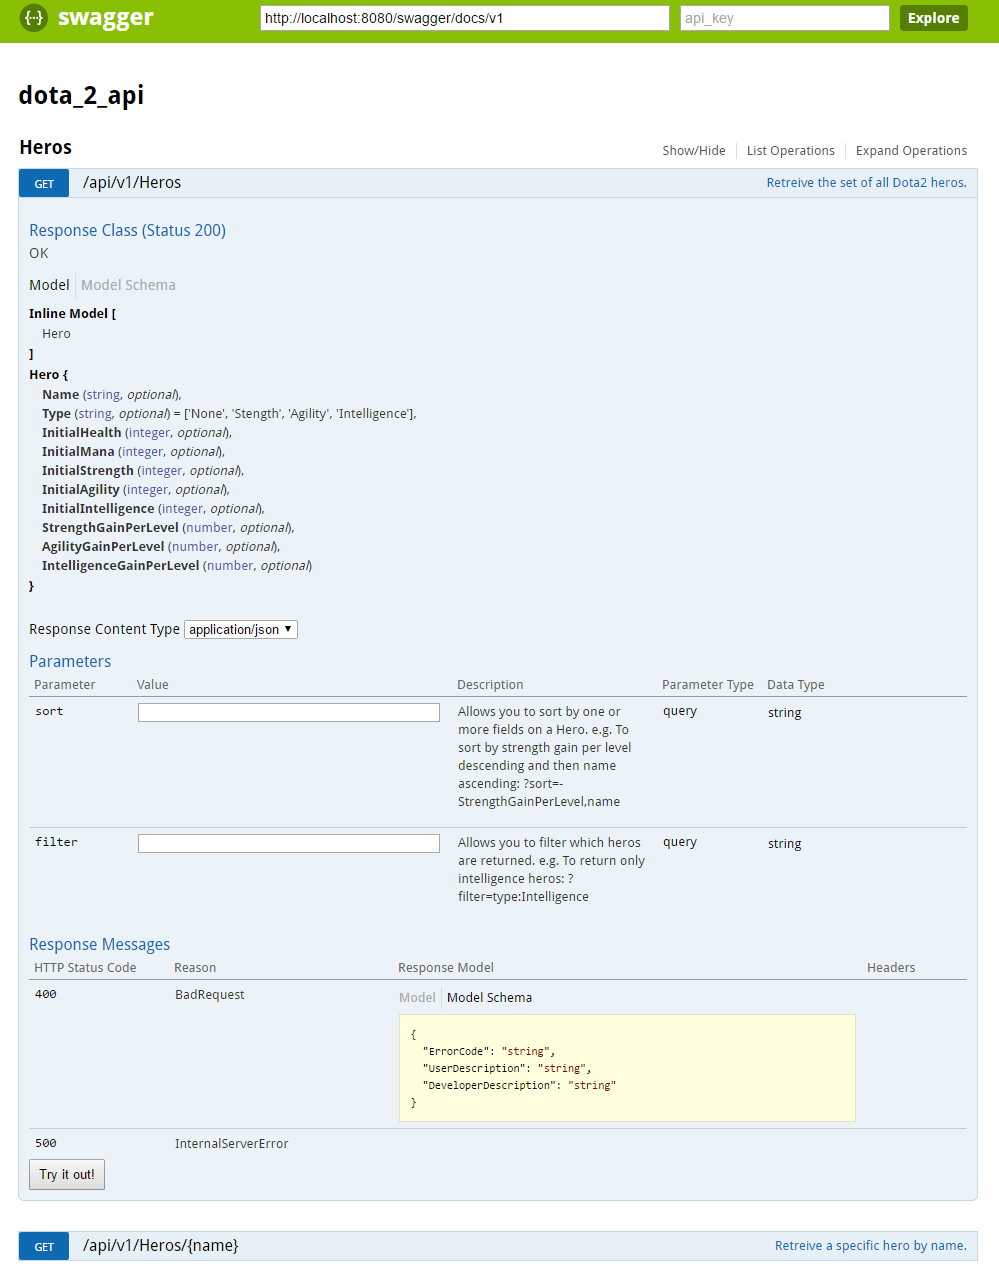 {···} swagger http://localhost:8080/swagger/docs/v1 api_key Explore
dota_2_api
Heros Show/Hide List Operations Expand Operations
GET /api/v1/Heros Retreive the set of all Dota2 heros.
Response Class (Status 200)
OK
Model Model Schema
Inline Model [
Hero
]
Hero {
Name (string, optional),
Type (string, optional) = ['None', 'Stength', 'Agility', 'Intelligence'],
InitialHealth (integer, optional),
InitialMana (integer, optional),
InitialStrength (integer, optional),
InitialAgility (integer, optional),
InitialIntelligence (integer, optional),
StrengthGainPerLevel (number, optional),
AgilityGainPerLevel (number, optional),
IntelligenceGainPerLevel (number, optional)
}
Response Content Type application/json
Parameters
Parameter Value Description Parameter Type Data Type
sort Allows you to sort by one or query string
more fields on a Hero. e.g. To
sort by strength gain per level
descending and then name
ascending: ?sort=-
StrengthGainPerLevel,name
filter Allows you to filter which heros query string
are returned. e.g. To return only
intelligence heros: ?
filter=type:Intelligence
Response Messages
HTTP Status Code Reason Response Model Headers
400 BadRequest Model Model Schema
{
"ErrorCode": "string",
"UserDescription": "string",
"DeveloperDescription": "string"
}
500 InternalServerError
Try it out!
GET /api/v1/Heros/{name} Retreive a specific hero by name.